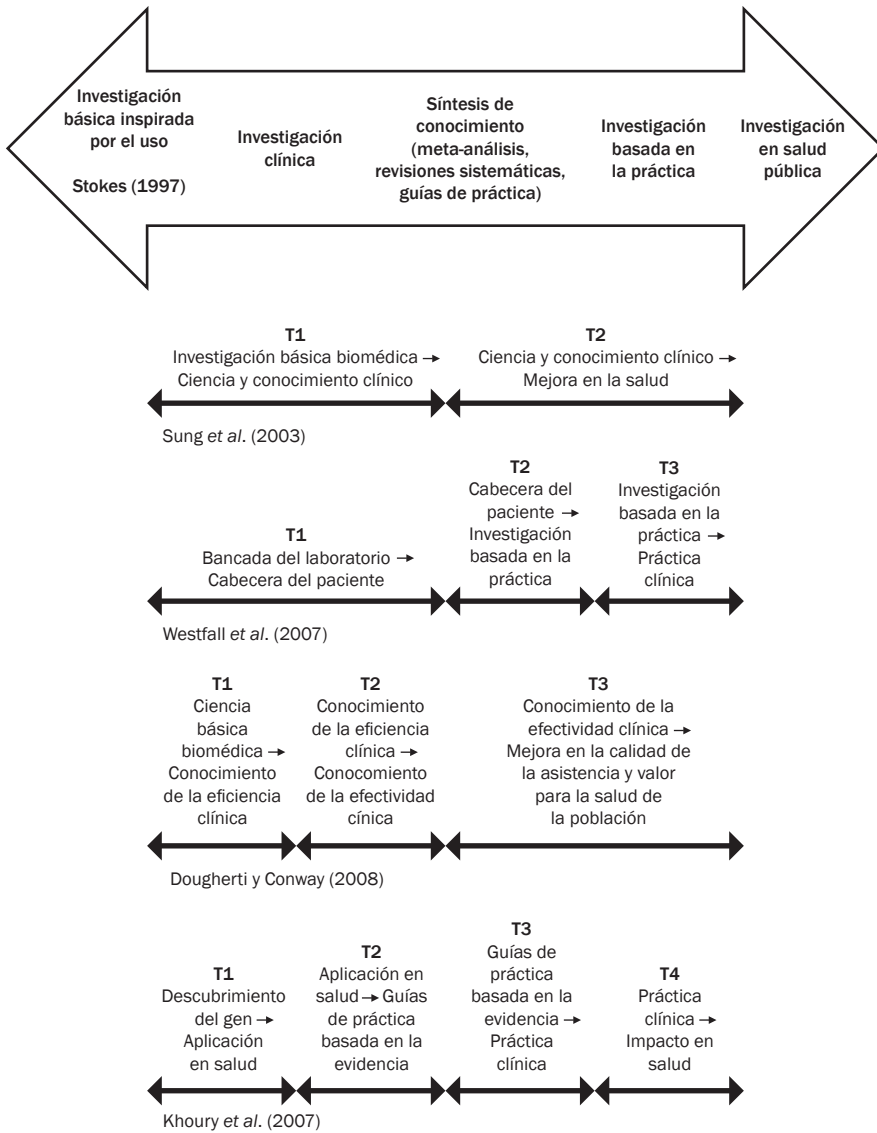 Investigación
básica inspirada
por el uso
Stokes (1997)
Investigación
clínica
Síntesis de
conocimiento
(meta-análisis,
revisiones sistemáticas,
guías de práctica)
Investigación
basada en
la práctica
Investigación
en salud
pública
T1
Investigación básica biomédica →
Ciencia y conocimiento clínico
T2
Ciencia y conocimiento clínico →
Mejora en la salud
Sung et al. (2003)
T1
Bancada del laboratorio →
Cabecera del paciente
T2
Cabecera del
paciente →
Investigación
basada en la
práctica
T3
Investigación
basada en la
práctica →
Práctica
clínica
Westfall et al. (2007)
T1
Ciencia
básica
biomédica →
Conocimiento
de la eficiencia
clínica
T2
Conocimiento
de la eficiencia
clínica →
Conocomiento
de la efectividad
cínica
T3
Conocimiento de la
efectividad clínica →
Mejora en la calidad de
la asistencia y valor
para la salud de
la población
Dougherti y Conway (2008)
T1
Descubrimiento
del gen →
Aplicación
en salud
T2
Aplicación en
salud → Guías
de práctica
basada en la
evidencia
T3
Guías de
práctica
basada en la
evidencia →
Práctica
clínica
T4
Práctica
clínica →
Impacto en
salud
Khoury et al. (2007)